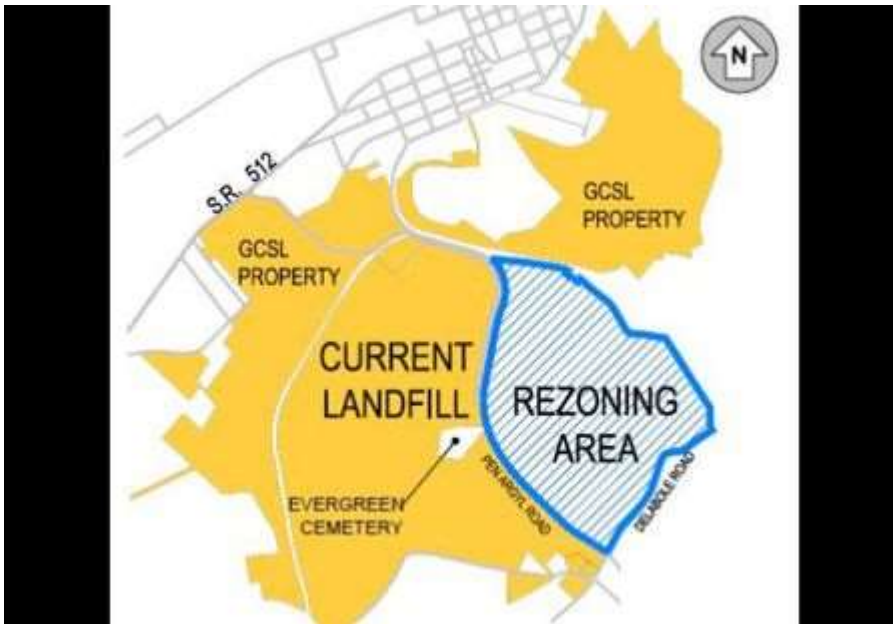 N
S.R. 512
GCSL
PROPERTY
GCSL
PROPERTY
CURRENT
LANDFILL
REZONING
AREA
EVERGREEN
CEMETERY
PEN ARGYL ROAD
DELABOLE ROAD